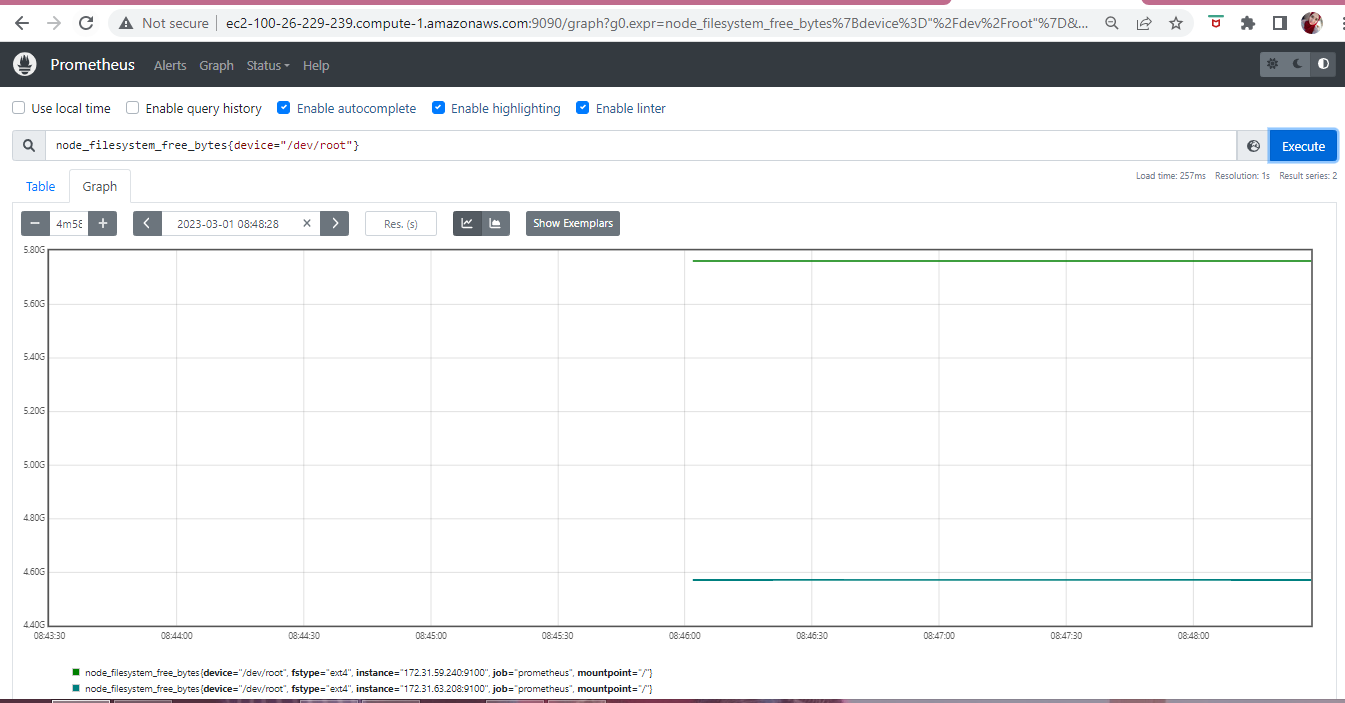 Not secure ec2-100-26-229-239.compute-1.amazonaws.com:9090/graph?g0.expr=node_filesystem_free_bytes%7Bdevice%3D"%2Fdev%2Froot"%7D&...
Prometheus Alerts Graph Status Help
Use local time Enable query history Enable autocomplete Enable highlighting Enable linter
node_filesystem_free_bytes{device="/dev/root"} Execute
Load time: 257ms Resolution: 1s Result series: 2
Table Graph
− 4m58 + 2023-03-01 08:48:28 × Res. (s) Show Exemplars
5.80G
5.60G
5.40G
5.20G
5.00G
4.80G
4.60G
4.40G
08:43:30 08:44:00 08:44:30 08:45:00 08:45:30 08:46:00 08:46:30 08:47:00 08:47:30 08:48:00
node_filesystem_free_bytes{device="/dev/root", fstype="ext4", instance="172.31.59.240:9100", job="prometheus", mountpoint="/"}
node_filesystem_free_bytes{device="/dev/root", fstype="ext4", instance="172.31.63.208:9100", job="prometheus", mountpoint="/"}